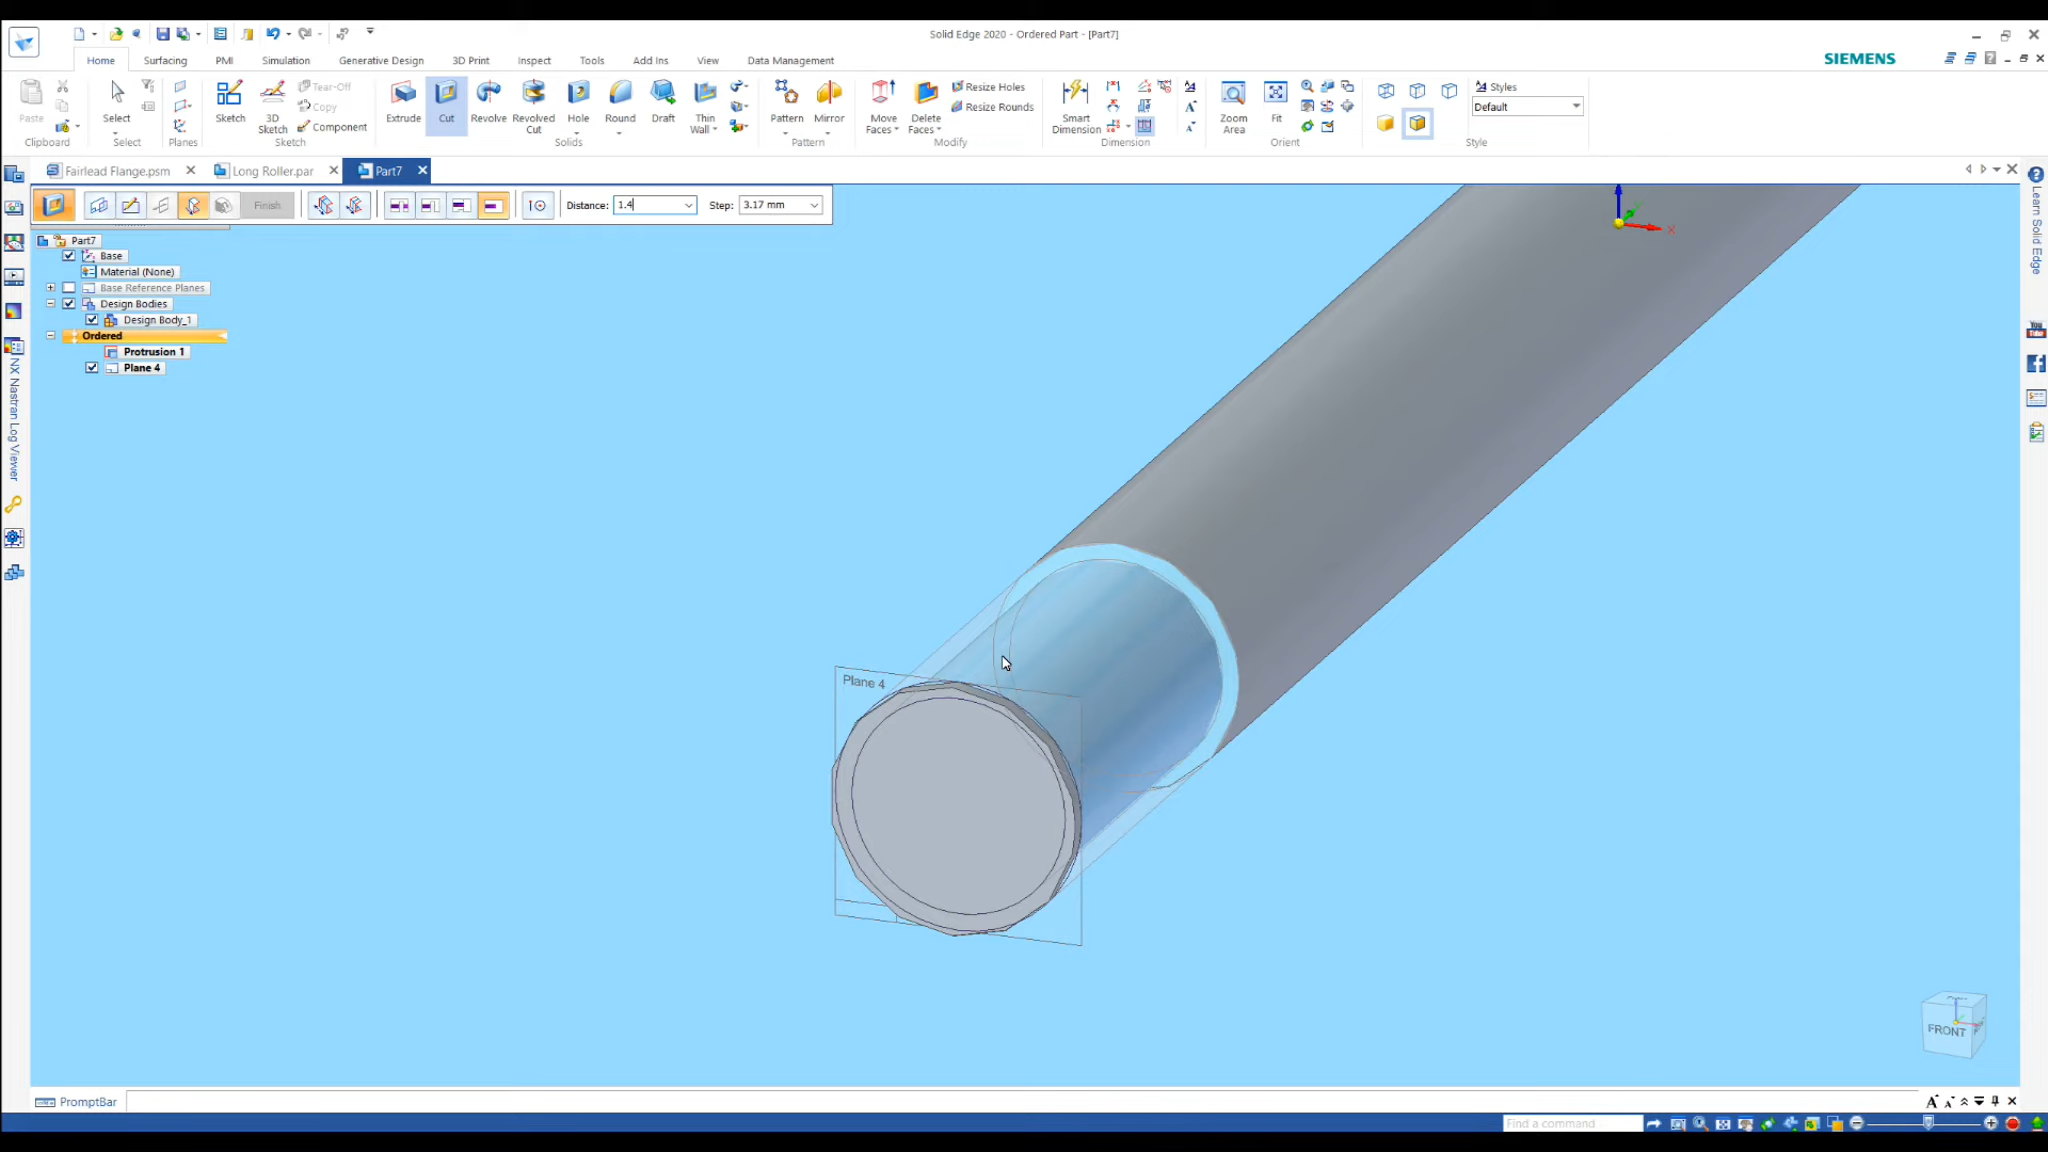 Solid Edge 2020 - Ordered Part - [Part7]
Home Surfacing PMI Simulation Generative Design 3D Print Inspect Tools Add Ins View Data Management
SIEMENS
Paste
Clipboard
Select
Select
Planes
Sketch
3D Sketch
Tear-Off
Copy
Component
Sketch
Extrude Cut Revolve Revolved Cut Hole Round Draft Thin Wall
Solids
Pattern Mirror
Pattern
Move Faces Delete Faces
Resize Holes
Resize Rounds
Modify
Smart Dimension
Dimension
Zoom Area Fit
Orient
Styles
Default
Style
Fairlead Flange.psm Long Roller.par Part7
Finish Distance: 1.4 Step: 3.17 mm
Part7
Base
Material (None)
Base Reference Planes
Design Bodies
Design Body_1
Ordered
Protrusion 1
Plane 4
NX Nastran Log Viewer
Learn Solid Edge
X
Plane 4
FRONT
PromptBar
Find a command